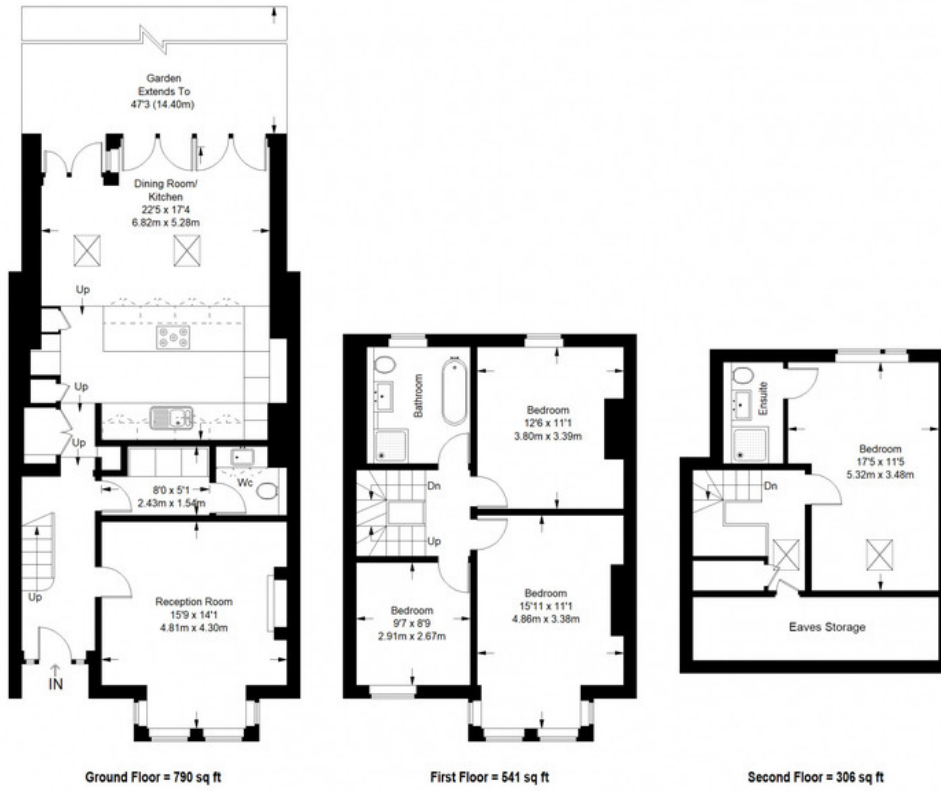 Garden
Extends To
47'3 (14.40m)
Dining Room/
Kitchen
22'5 x 17'4
6.82m x 5.28m
Up
Up
Up
8'0 x 5'1
2.43m x 1.54m
Wc
Up
Reception Room
15'9 x 14'1
4.81m x 4.30m
IN
Ground Floor = 790 sq ft
Bathroom
Bedroom
12'6 x 11'1
3.80m x 3.39m
Dn
Up
Bedroom
9'7 x 8'9
2.91m x 2.67m
Bedroom
15'11 x 11'1
4.86m x 3.38m
First Floor = 541 sq ft
Ensuite
Bedroom
17'5 x 11'5
5.32m x 3.48m
Dn
Eaves Storage
Second Floor = 306 sq ft